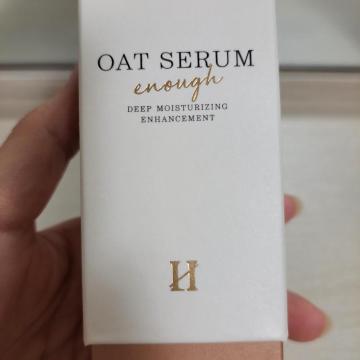 OAT SERUM
enough
DEEP MOISTURIZING
ENHANCEMENT
H